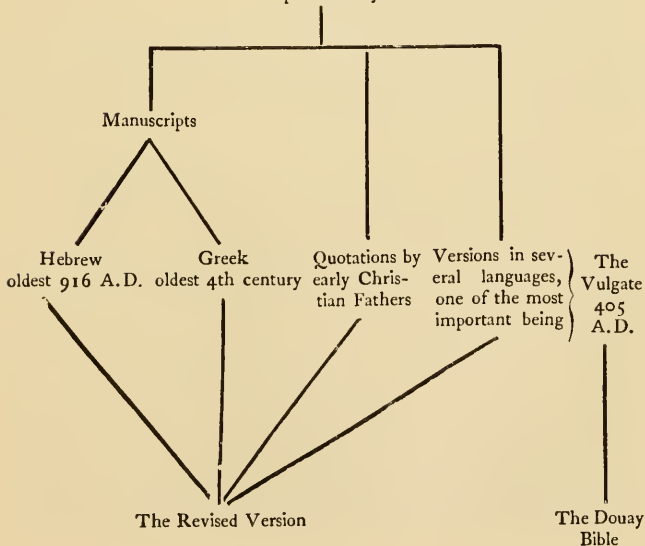 Manuscripts
Hebrew
oldest 916 A.D.
Greek
oldest 4th century
Quotations by
early Chris-
tian Fathers
Versions in sev-
eral languages,
one of the most
important being
The
Vulgate
405
A.D.
The Revised Version
The Douay
Bible